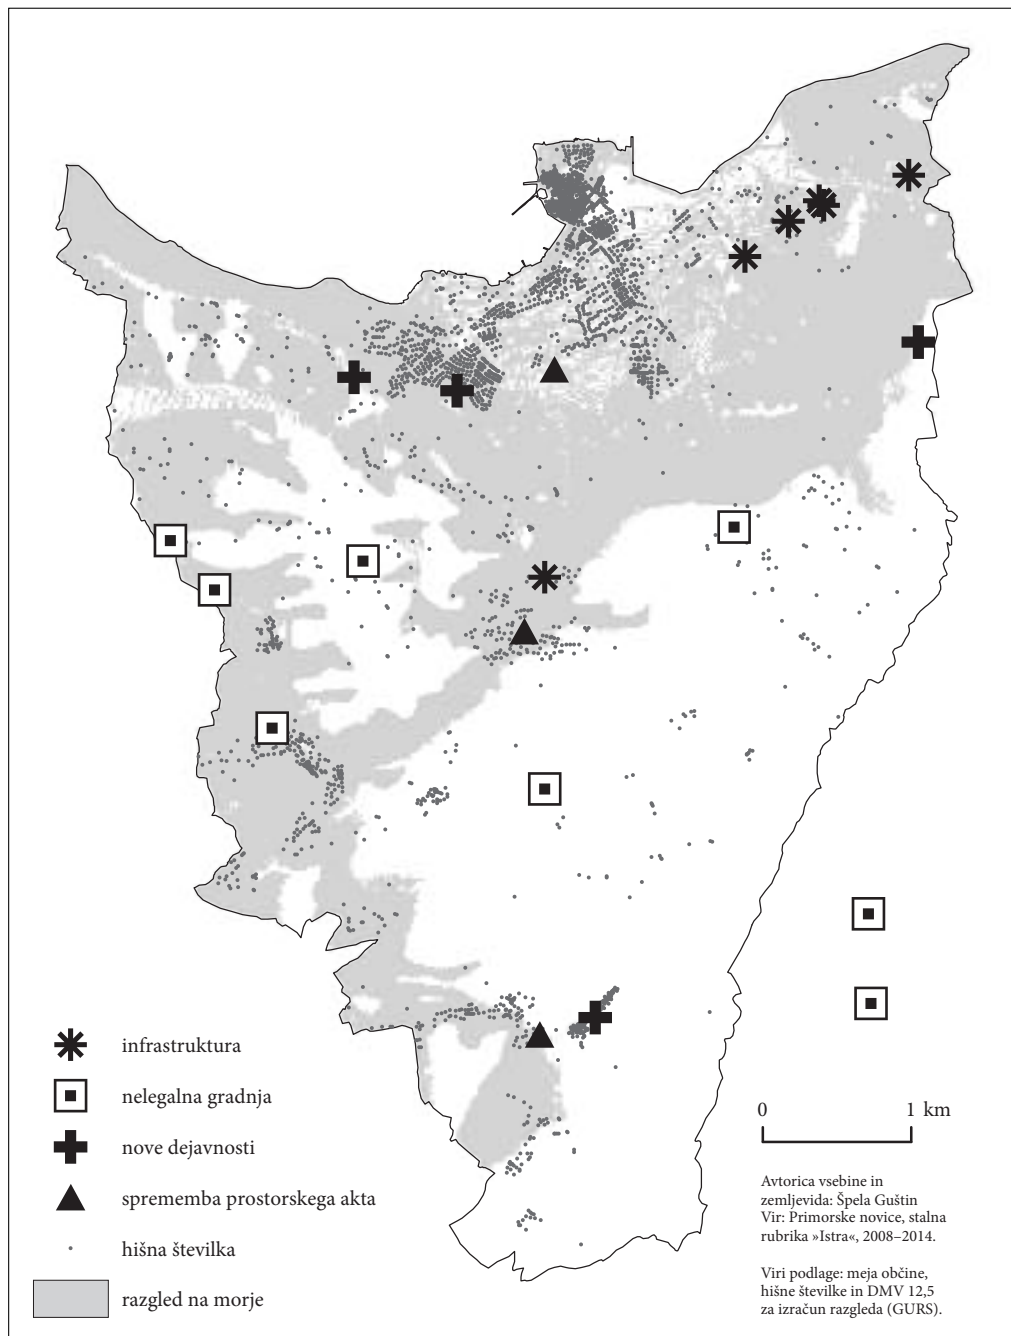 infrastruktura
nelegalna gradnja
nove dejavnosti
sprememba prostorskega akta
hišna številka
razgled na morje
0 1 km
Avtorica vsebine in
zemljevida: Špela Guštin
Vir: Primorske novice, stalna
rubrika »Istra«, 2008–2014.
Viri podlage: meja občine,
hišne številke in DMV 12,5
za izračun razgleda (GURS).